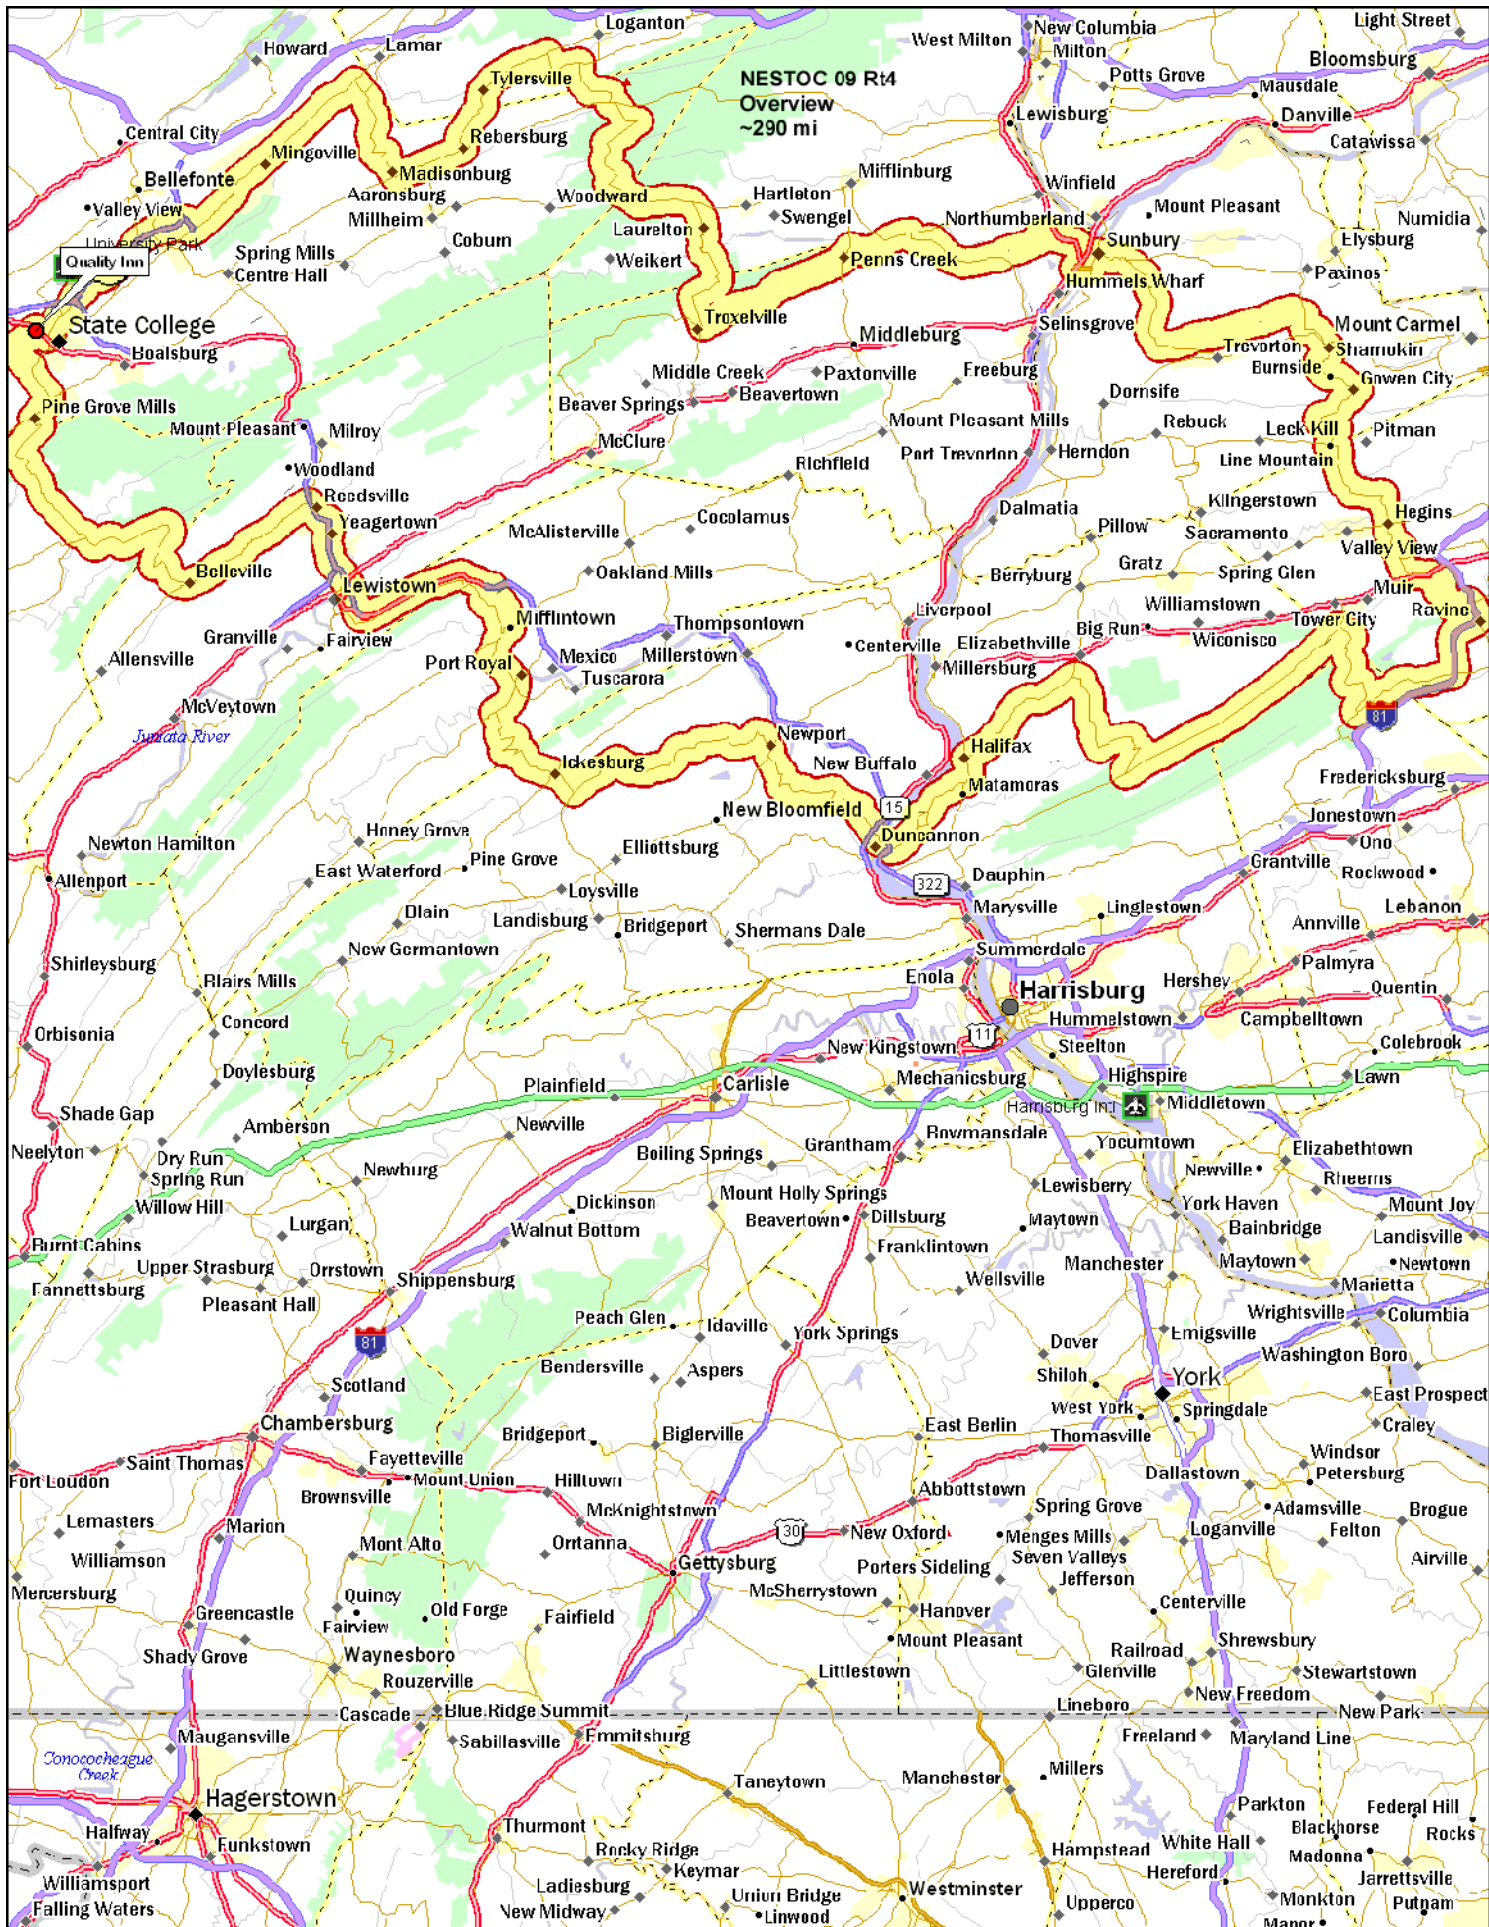 Loganton
New Columbia
Light Street
Howard
Lamar
West Milton
Milton
Bloomsburg
Tylersville
NESTOC 09 Rt4
Overview
~290 mi
Potts Grove
Mausdale
Central City
Lewisburg
Danville
Rebersburg
Catawissa
Mingoville
Madisonburg
Mifflinburg
Bellefonte
Aaronsburg
Woodward
Hartleton
Winfield
Valley View
Millheim
Swengel
Northumberland
Mount Pleasant
Numidia
University Park
Coburn
Laurelton
Sunbury
Elysburg
Quality Inn
Spring Mills
Centre Hall
Weikert
Penns Creek
Paxinos
Hummels Wharf
State College
Troxelville
Selinsgrove
Mount Carmel
Boalsburg
Middleburg
Trevorton
Shamokin
Middle Creek
Paxtonville
Freeburg
Burnside
Gowen City
Pine Grove Mills
Beaver Springs
Beavertown
Dornsife
Mount Pleasant
Milroy
McClure
Mount Pleasant Mills
Rebuck
Leck Kill
Pitman
Woodland
Richfield
Port Trevorton
Herndon
Line Mountain
Reedsville
Klingerstown
Yeagertown
McAlisterville
Cocolamus
Dalmatia
Pillow
Sacramento
Hegins
Valley View
Belleville
Lewistown
Oakland Mills
Berryburg
Gratz
Spring Glen
Muir
Mifflintown
Thompsontown
Liverpool
Williamstown
Tower City
Ravine
Granville
Fairview
Centerville
Elizabethville
Big Run
Wiconisco
Allensville
Port Royal
Mexico
Millerstown
Millersburg
Tuscarora
McVeytown
81
Juniata River
Newport
Halifax
Ickesburg
New Buffalo
Matamoras
Fredericksburg
15
New Bloomfield
Jonestown
Newton Hamilton
Honey Grove
Duncannon
Ono
Pine Grove
Elliottsburg
Grantville
Allenport
East Waterford
322
Dauphin
Rockwood
Loysville
Blain
Landisburg
Marysville
Linglestown
Lebanon
Bridgeport
Shermans Dale
Annville
New Germantown
Summerdale
Shirleysburg
Palmyra
Blairs Mills
Enola
Harrisburg
Hershey
Quentin
Orbisonia
Concord
Hummelstown
Campbelltown
11
New Kingstown
Steelton
Colebrook
Doylesburg
Plainfield
Carlisle
Mechanicsburg
Highspire
Lawn
Shade Gap
Harrisburg Int'l
Middletown
Amberson
Newville
Grantham
Bowmansdale
Yocumtown
Neelyton
Dry Run
Boiling Springs
Elizabethtown
Spring Run
Newburg
Newville
Rheems
Willow Hill
Dickinson
Mount Holly Springs
Lewisberry
York Haven
Mount Joy
Lurgan
Walnut Bottom
Beavertown
Dillsburg
Maytown
Bainbridge
Landisville
Burnt Cabins
Franklintown
Manchester
Maytown
Newtown
Upper Strasburg
Orrstown
Shippensburg
Wellsville
Marietta
Fannettsburg
Pleasant Hall
Wrightsville
Columbia
81
Peach Glen
Idaville
York Springs
Dover
Emigsville
Washington Boro
Bendersville
Aspers
Shiloh
York
East Prospect
Scotland
West York
Springdale
Craley
Chambersburg
Bridgeport
Biglerville
East Berlin
Thomasville
Windsor
Fort Loudon
Saint Thomas
Fayetteville
Mount Union
Hilltown
Dallastown
Petersburg
Brownsville
McKnightstown
Abbottstown
Spring Grove
Adamsville
Brogue
Lemasters
Marion
30
New Oxford
Menges Mills
Loganville
Felton
Williamson
Mont Alto
Orrtanna
Gettysburg
Porters Sideling
Seven Valleys
Airville
Mercersburg
McSherrystown
Jefferson
Greencastle
Quincy
Old Forge
Fairfield
Hanover
Centerville
Fairview
Mount Pleasant
Shrewsbury
Shady Grove
Waynesboro
Railroad
Glenville
Stewartstown
Rouzerville
Littlestown
New Freedom
Cascade
Blue Ridge Summit
Lineboro
New Park
Maugansville
Sabillasville
Emmitsburg
Freeland
Maryland Line
Conococheague
Creek
Taneytown
Manchester
Millers
Hagerstown
Parkton
Federal Hill
Halfway
Thurmont
Blackhorse
Rocks
Funkstown
Rocky Ridge
Hampstead
White Hall
Madonna
Williamsport
Keymar
Hereford
Jarrettsville
Falling Waters
Ladiesburg
Union Bridge
Westminster
Monkton
Putnam
New Midway
Linwood
Upperco
Manor